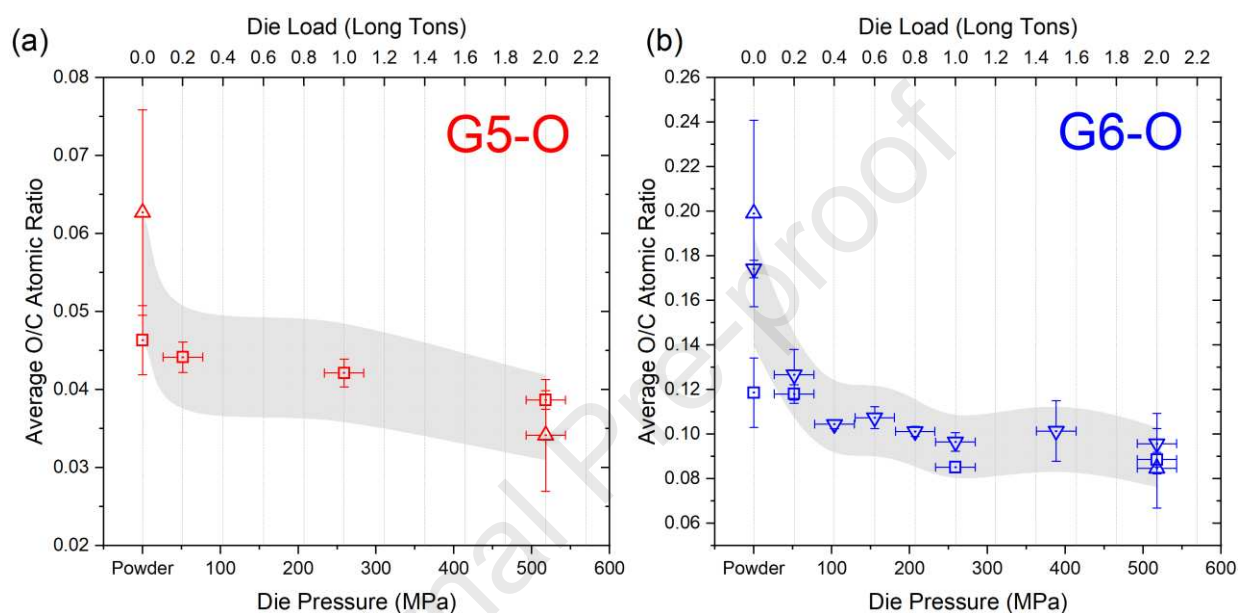 (a)
Die Load (Long Tons)
0.0 0.2 0.4 0.6 0.8 1.0 1.2 1.4 1.6 1.8 2.0 2.2
G5-O
Average O/C Atomic Ratio
0.08
0.07
0.06
0.05
0.04
0.03
0.02
Powder 100 200 300 400 500 600
Die Pressure (MPa)
(b)
Die Load (Long Tons)
0.0 0.2 0.4 0.6 0.8 1.0 1.2 1.4 1.6 1.8 2.0 2.2
G6-O
Average O/C Atomic Ratio
0.26
0.24
0.22
0.20
0.18
0.16
0.14
0.12
0.10
0.08
0.06
0.04
Powder 100 200 300 400 500 600
Die Pressure (MPa)
nal Pre-proof